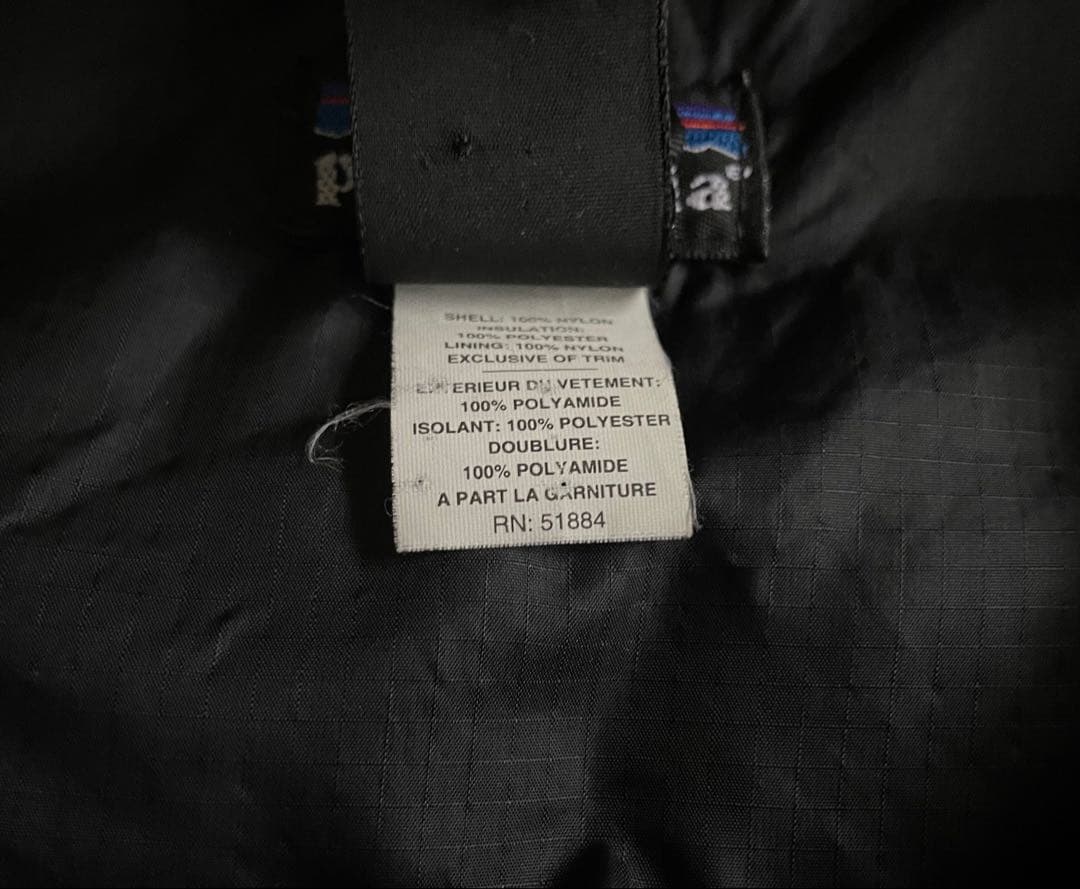 SHELL: 100% NYLON
INSULATION:
100% POLYESTER
LINING: 100% NYLON
EXCLUSIVE OF TRIM
EXTERIEUR DU VETEMENT:
100% POLYAMIDE
ISOLANT: 100% POLYESTER
DOUBLURE:
100% POLYAMIDE
A PART LA GARNITURE
RN: 51884